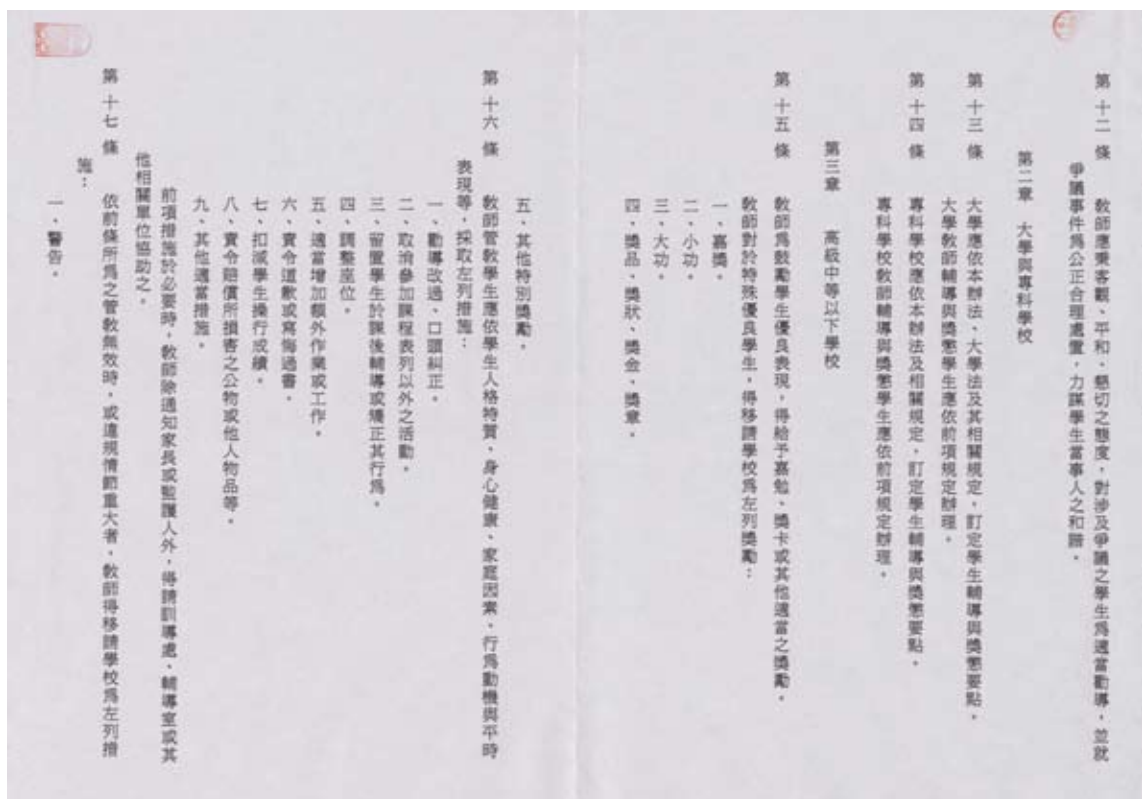 第十二條　教師應秉客觀、平和、懇切之態度，對涉及爭議之學生為適當勸導，並就
爭議事件為公正合理處置，力謀學生當事人之和諧。
第二章　大學與專科學校
第十三條　大學應依本辦法、大學法及其相關規定，訂定學生輔導與獎懲要點。
大學教師輔導與獎懲學生應依前項規定辦理。
第十四條　專科學校應依本辦法及相關規定，訂定學生輔導與獎懲要點。
專科學校教師輔導與獎懲學生應依前項規定辦理。
第三章　高級中等以下學校
第十五條　教師為鼓勵學生優良表現，得給予嘉勉、獎卡或其他適當之獎勵。
教師對於特殊優良學生，得移請學校為左列獎勵：
一、嘉獎。
二、小功。
三、大功。
四、獎品、獎狀、獎金、獎章。
五、其他特別獎勵。
第十六條　教師管教學生應依學生人格特質、身心健康、家庭因素、行為動機與平時
表現等，採取左列措施：
一、勸導改過、口頭糾正。
二、取消參加課程表列以外之活動。
三、留置學生於課後輔導或矯正其行為。
四、調整座位。
五、適當增加額外作業或工作。
六、責令道歉或寫悔過書。
七、扣減學生操行成績。
八、責令賠償所損害之公物或他人物品等。
九、其他適當措施。
前項措施於必要時，教師除通知家長或監護人外，得請訓導處、輔導室或其
他相關單位協助之。
第十七條　依前條所為之管教無效時，或違規情節重大者，教師得移請學校為左列措
施：
一、警告。